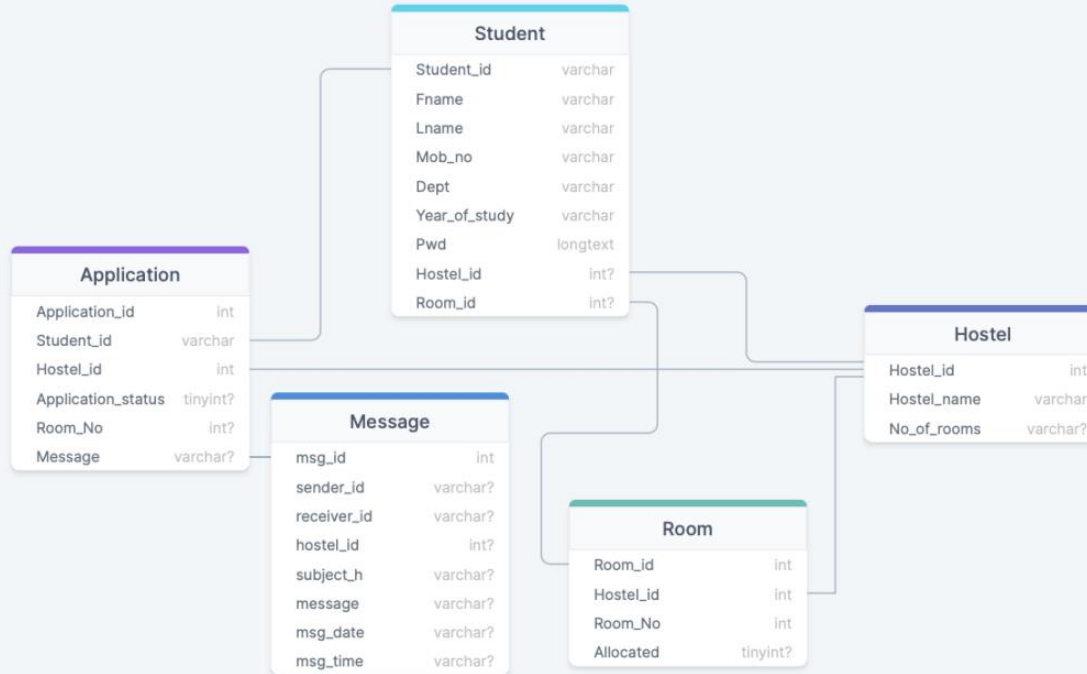 Student
Student_id varchar
Fname varchar
Lname varchar
Mob_no varchar
Dept varchar
Year_of_study varchar
Pwd longtext
Hostel_id int?
Room_id int?
Application
Application_id int
Student_id varchar
Hostel_id int
Application_status tinyint?
Room_No int?
Message varchar?
Message
msg_id int
sender_id varchar?
receiver_id varchar?
hostel_id int?
subject_h varchar?
message varchar?
msg_date varchar?
msg_time varchar?
Hostel
Hostel_id int
Hostel_name varchar
No_of_rooms varchar?
Room
Room_id int
Hostel_id int
Room_No int
Allocated tinyint?